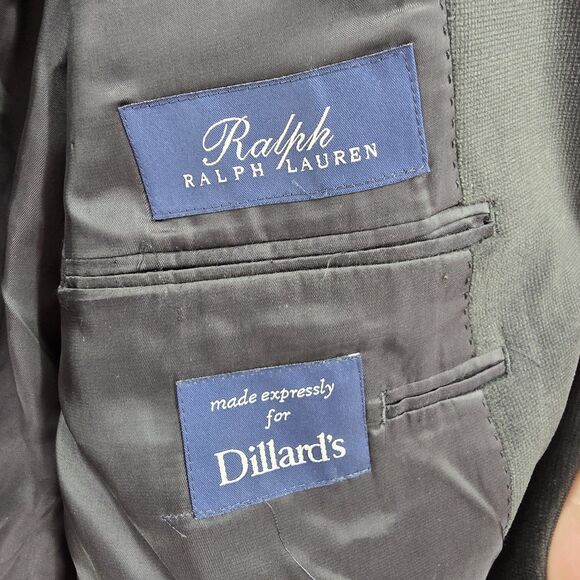 Ralph
RALPH LAUREN
made expressly
for
Dillard's